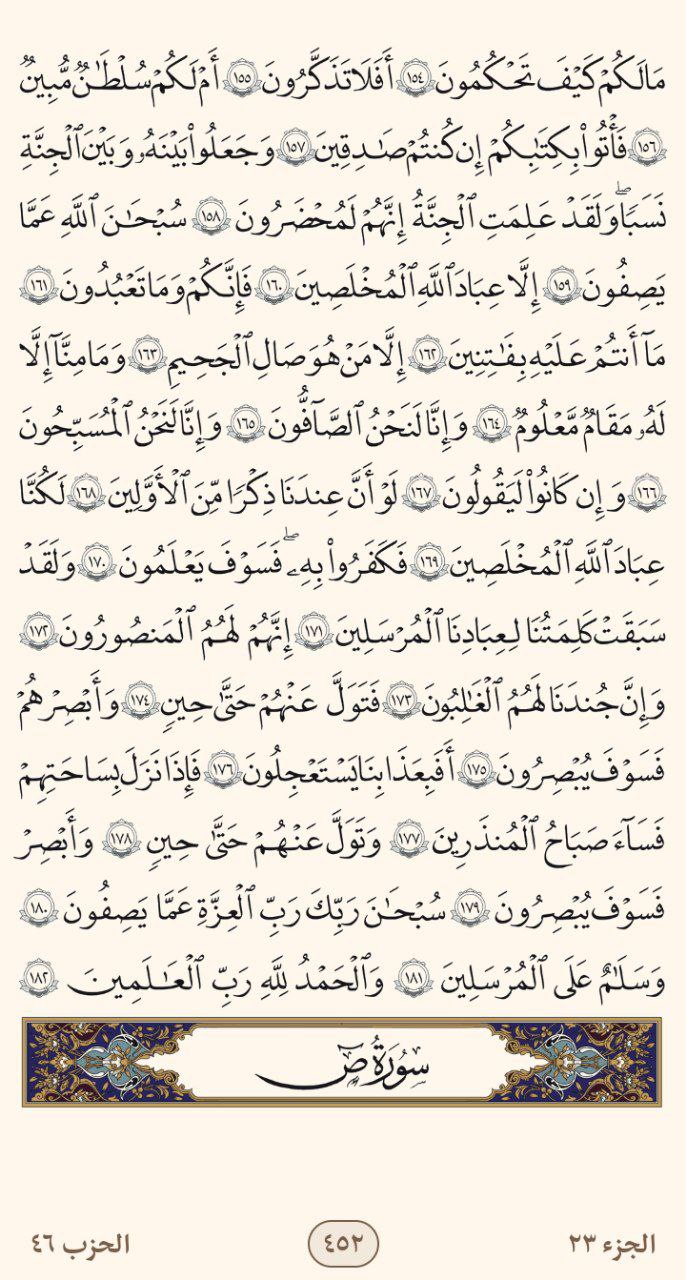 مَا لَكُمْ كَيْفَ تَحْكُمُونَ ١٥٤ أَفَلَا تَذَكَّرُونَ ١٥٥ أَمْ لَكُمْ سُلْطَٰنٌ مُّبِينٌ
١٥٦ فَأْتُوا۟ بِكِتَٰبِكُمْ إِن كُنتُمْ صَٰدِقِينَ ١٥٧ وَجَعَلُوا۟ بَيْنَهُۥ وَبَيْنَ ٱلْجِنَّةِ
نَسَبًاۖ وَلَقَدْ عَلِمَتِ ٱلْجِنَّةُ إِنَّهُمْ لَمُحْضَرُونَ ١٥٨ سُبْحَٰنَ ٱللَّهِ عَمَّا
يَصِفُونَ ١٥٩ إِلَّا عِبَادَ ٱللَّهِ ٱلْمُخْلَصِينَ ١٦٠ فَإِنَّكُمْ وَمَا تَعْبُدُونَ ١٦١
مَآ أَنتُمْ عَلَيْهِ بِفَٰتِنِينَ ١٦٢ إِلَّا مَنْ هُوَ صَالِ ٱلْجَحِيمِ ١٦٣ وَمَا مِنَّآ إِلَّا
لَهُۥ مَقَامٌ مَّعْلُومٌ ١٦٤ وَإِنَّا لَنَحْنُ ٱلصَّآفُّونَ ١٦٥ وَإِنَّا لَنَحْنُ ٱلْمُسَبِّحُونَ
١٦٦ وَإِن كَانُوا۟ لَيَقُولُونَ ١٦٧ لَوْ أَنَّ عِندَنَا ذِكْرًا مِّنَ ٱلْأَوَّلِينَ ١٦٨ لَكُنَّا
عِبَادَ ٱللَّهِ ٱلْمُخْلَصِينَ ١٦٩ فَكَفَرُوا۟ بِهِۦۖ فَسَوْفَ يَعْلَمُونَ ١٧٠ وَلَقَدْ
سَبَقَتْ كَلِمَتُنَا لِعِبَادِنَا ٱلْمُرْسَلِينَ ١٧١ إِنَّهُمْ لَهُمُ ٱلْمَنصُورُونَ ١٧٢
وَإِنَّ جُندَنَا لَهُمُ ٱلْغَٰلِبُونَ ١٧٣ فَتَوَلَّ عَنْهُمْ حَتَّىٰ حِينٍ ١٧٤ وَأَبْصِرْهُمْ
فَسَوْفَ يُبْصِرُونَ ١٧٥ أَفَبِعَذَابِنَا يَسْتَعْجِلُونَ ١٧٦ فَإِذَا نَزَلَ بِسَاحَتِهِمْ
فَسَآءَ صَبَاحُ ٱلْمُنذَرِينَ ١٧٧ وَتَوَلَّ عَنْهُمْ حَتَّىٰ حِينٍ ١٧٨ وَأَبْصِرْ
فَسَوْفَ يُبْصِرُونَ ١٧٩ سُبْحَٰنَ رَبِّكَ رَبِّ ٱلْعِزَّةِ عَمَّا يَصِفُونَ ١٨٠
وَسَلَٰمٌ عَلَى ٱلْمُرْسَلِينَ ١٨١ وَٱلْحَمْدُ لِلَّهِ رَبِّ ٱلْعَٰلَمِينَ ١٨٢
سُورَةُ صٓ
الجزء ٢٣ ٤٥٢ الحزب ٤٦